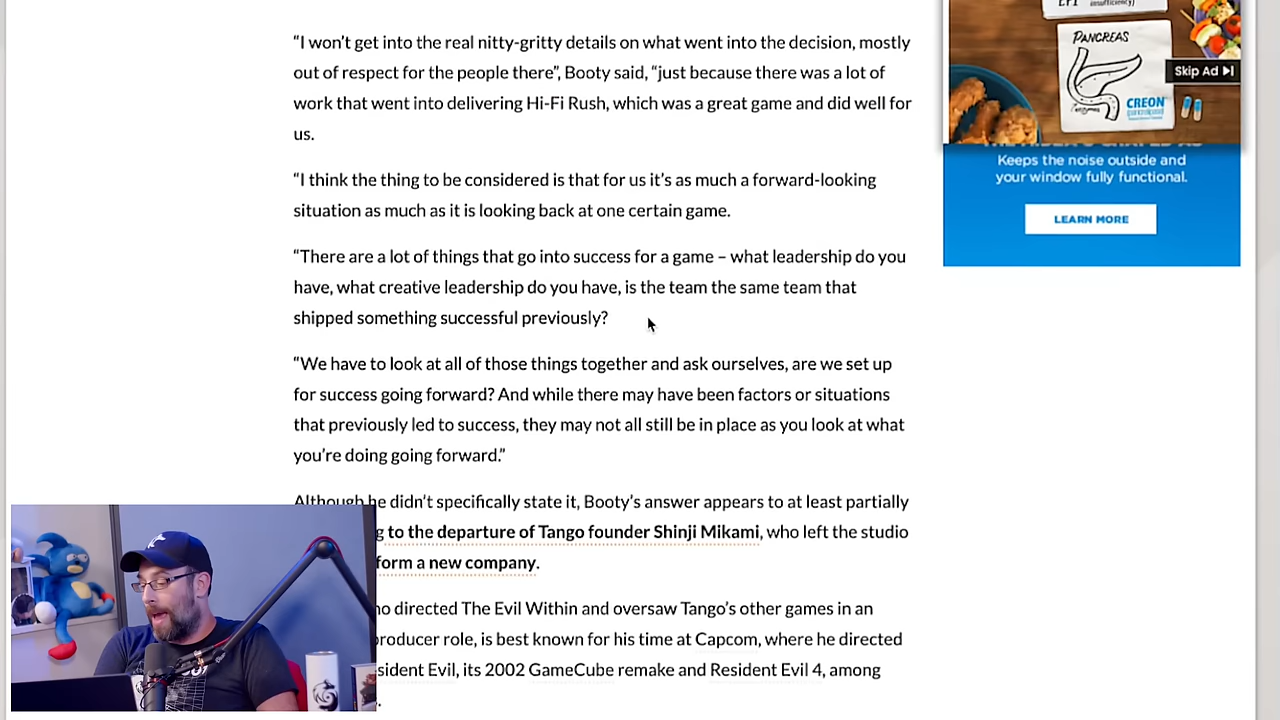 “I won’t get into the real nitty-gritty details on what went into the decision, mostly
out of respect for the people there”, Booty said, “just because there was a lot of
work that went into delivering Hi-Fi Rush, which was a great game and did well for
us.
“I think the thing to be considered is that for us it’s as much a forward-looking
situation as much as it is looking back at one certain game.
“There are a lot of things that go into success for a game – what leadership do you
have, what creative leadership do you have, is the team the same team that
shipped something successful previously?
“We have to look at all of those things together and ask ourselves, are we set up
for success going forward? And while there may have been factors or situations
that previously led to success, they may not all still be in place as you look at what
you’re doing going forward.”
Although he didn’t specifically state it, Booty’s answer appears to at least partially
g to the departure of Tango founder Shinji Mikami, who left the studio
form a new company.
ho directed The Evil Within and oversaw Tango’s other games in an
producer role, is best known for his time at Capcom, where he directed
sident Evil, its 2002 GameCube remake and Resident Evil 4, among
.
EPI
insufficiency)
PANCREAS
Skip Ad
CREON
Keeps the noise outside and
your window fully functional.
LEARN MORE